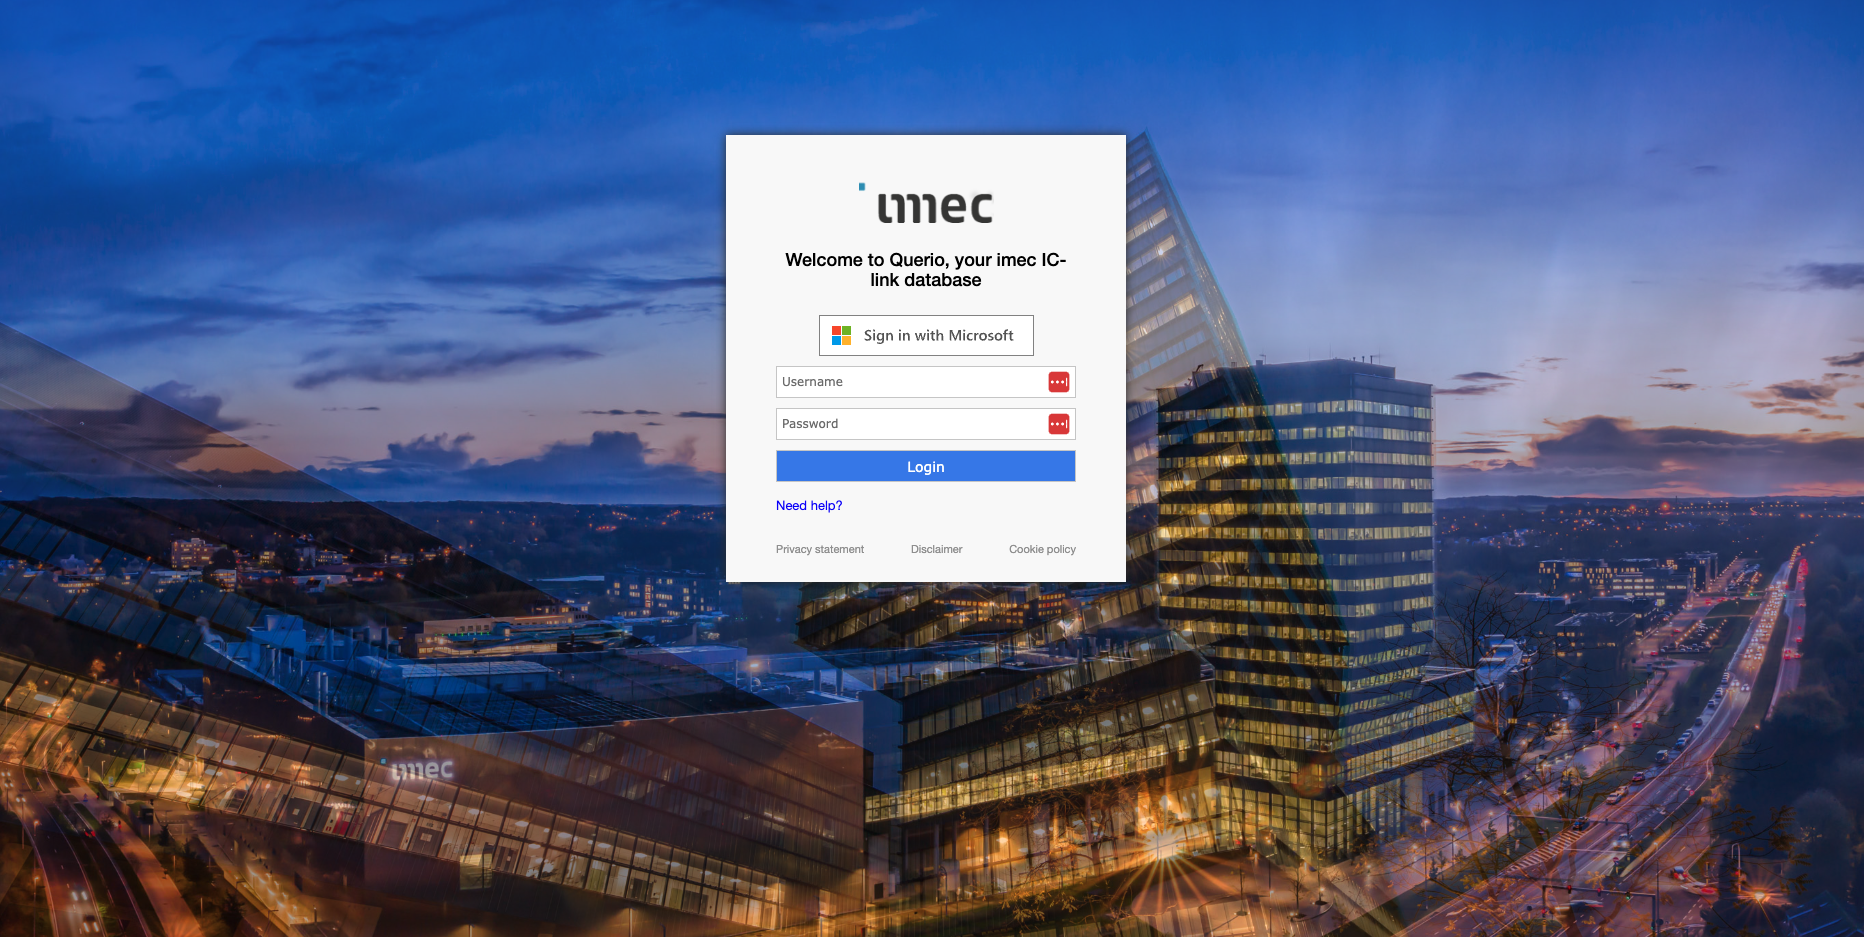 imec
Welcome to Querio, your imec IC-
link database
Sign in with Microsoft
Username
Password
Login
Need help?
Privacy statement
Disclaimer
Cookie policy
imec